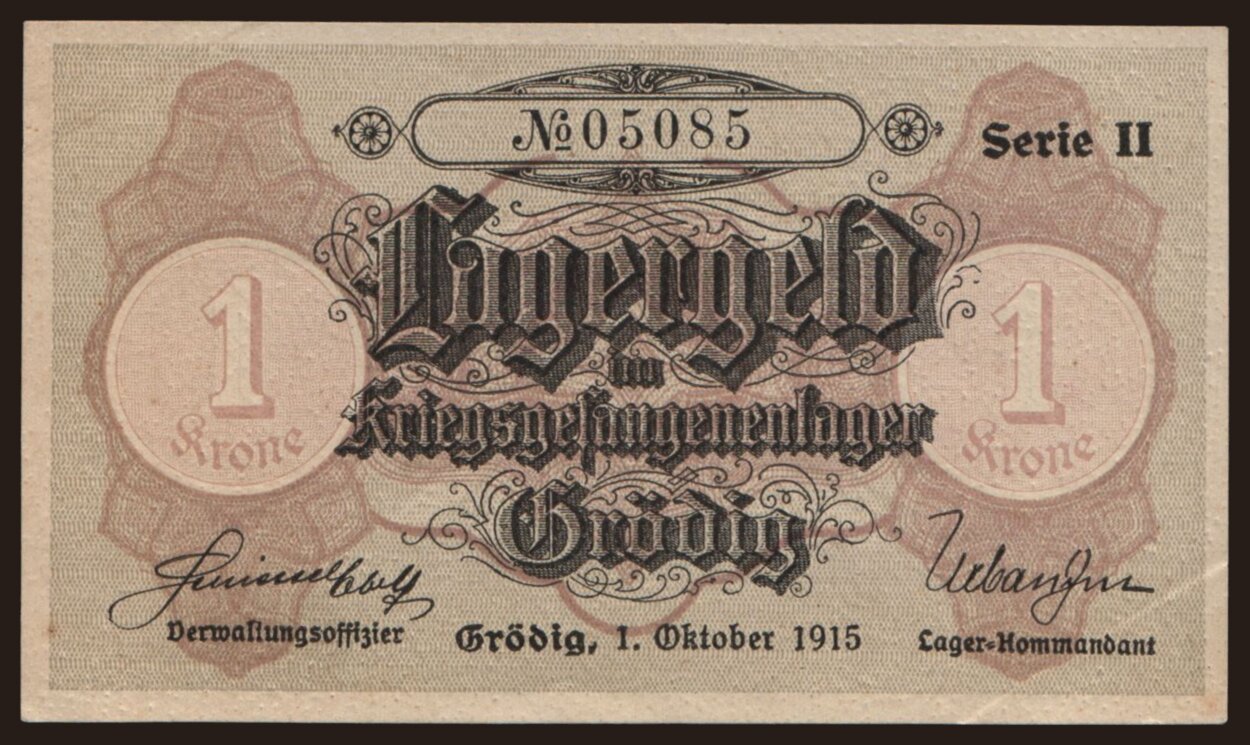 №05085
Serie II
Lagergeld
im
Kriegsgefangenenlager
Grödig
1
Krone
1
Krone
Verwaltungsoffizier
Grödig, 1. Oktober 1915
Lager-Kommandant